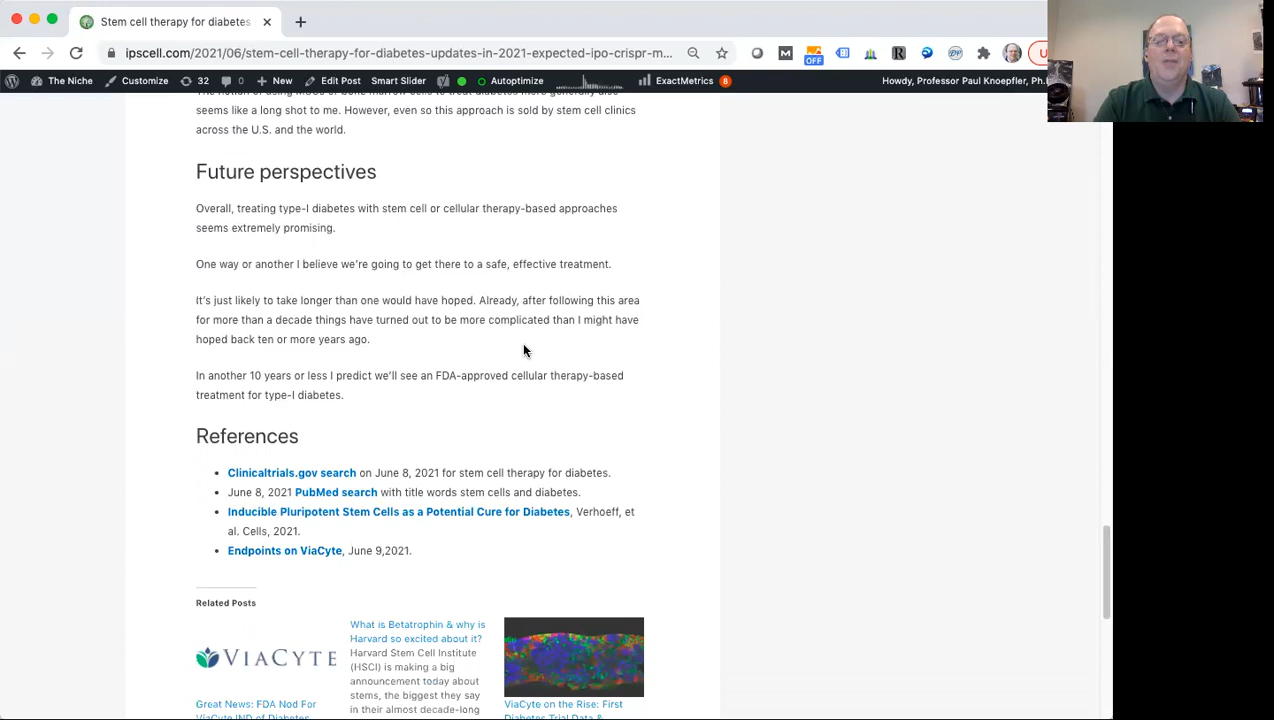 Stem cell therapy for diabetes
ipscell.com/2021/06/stem-cell-therapy-for-diabetes-updates-in-2021-expected-ipo-crispr-m...
OFF
The Niche
Customize
32
0
New
Edit Post
Smart Slider
Autoptimize
ExactMetrics
8
Howdy, Professor Paul Knoepfler, Ph.
seems like a long shot to me. However, even so this approach is sold by stem cell clinics
across the U.S. and the world.
Future perspectives
Overall, treating type-I diabetes with stem cell or cellular therapy-based approaches
seems extremely promising.
One way or another I believe we're going to get there to a safe, effective treatment.
It's just likely to take longer than one would have hoped. Already, after following this area
for more than a decade things have turned out to be more complicated than I might have
hoped back ten or more years ago.
In another 10 years or less I predict we'll see an FDA-approved cellular therapy-based
treatment for type-I diabetes.
References
Clinicaltrials.gov search on June 8, 2021 for stem cell therapy for diabetes.
June 8, 2021 PubMed search with title words stem cells and diabetes.
Inducible Pluripotent Stem Cells as a Potential Cure for Diabetes, Verhoeff, et
al. Cells, 2021.
Endpoints on ViaCyte, June 9,2021.
Related Posts
VIACYTE
Great News: FDA Nod For
ViaCyte IND of Diabetes
What is Betatrophin & why is
Harvard so excited about it?
Harvard Stem Cell Institute
(HSCI) is making a big
announcement today about
stems, the biggest they say
in their almost decade-long
ViaCyte on the Rise: First
Diabetes Trial Data &